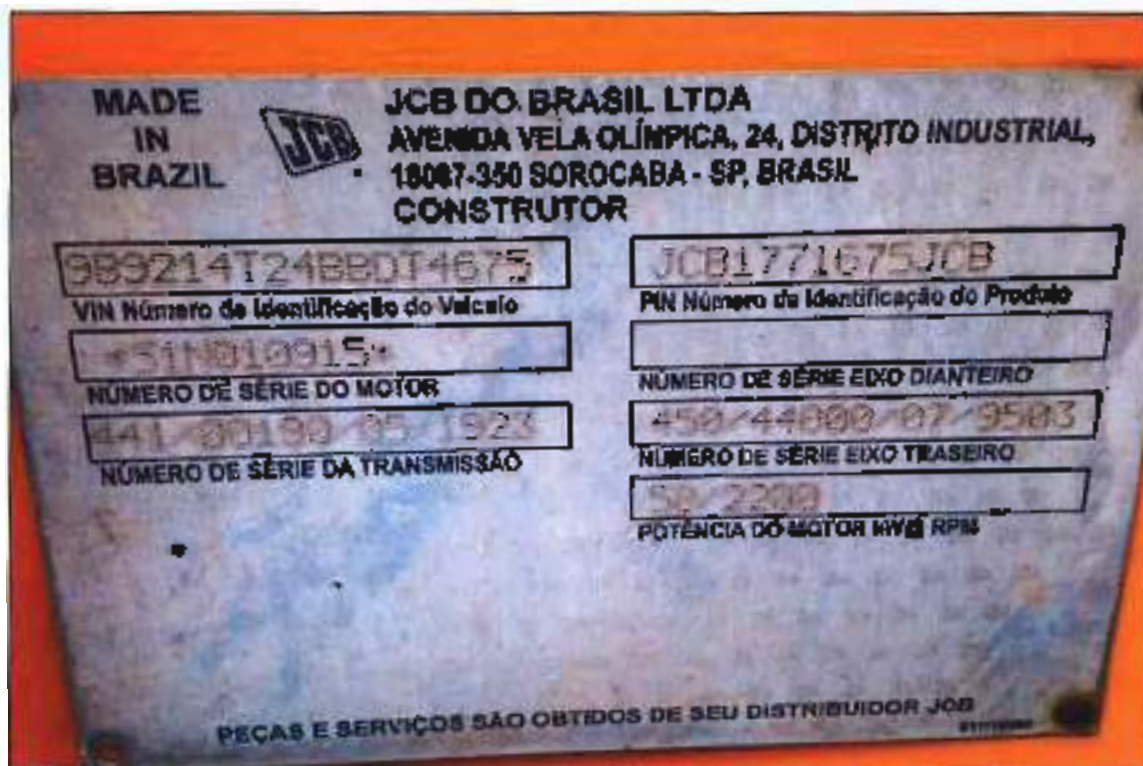 MADE
IN
BRAZIL
JCB
JCB DO BRASIL LTDA
AVENIDA VELA OLÍMPICA, 24, DISTRITO INDUSTRIAL,
18087-350 SOROCABA - SP, BRASIL
CONSTRUTOR
9B9214T24BBDT4675
VIN Número de Identificação do Veículo
*SIN010915*
NÚMERO DE SÉRIE DO MOTOR
441/00180/05/1923
NÚMERO DE SÉRIE DA TRANSMISSÃO
JCB1771675JCB
PIN Número de Identificação do Produto
NÚMERO DE SÉRIE EIXO DIANTEIRO
450/44000/07/9503
NÚMERO DE SÉRIE EIXO TRASEIRO
/2200
POTÊNCIA DO MOTOR RPM
PEÇAS E SERVIÇOS SÃO OBTIDOS DE SEU DISTRIBUIDOR JCB